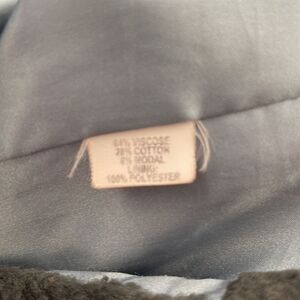 64% VISCOSE
28% COTTON
8% MODAL
LINING:
100% POLYESTER